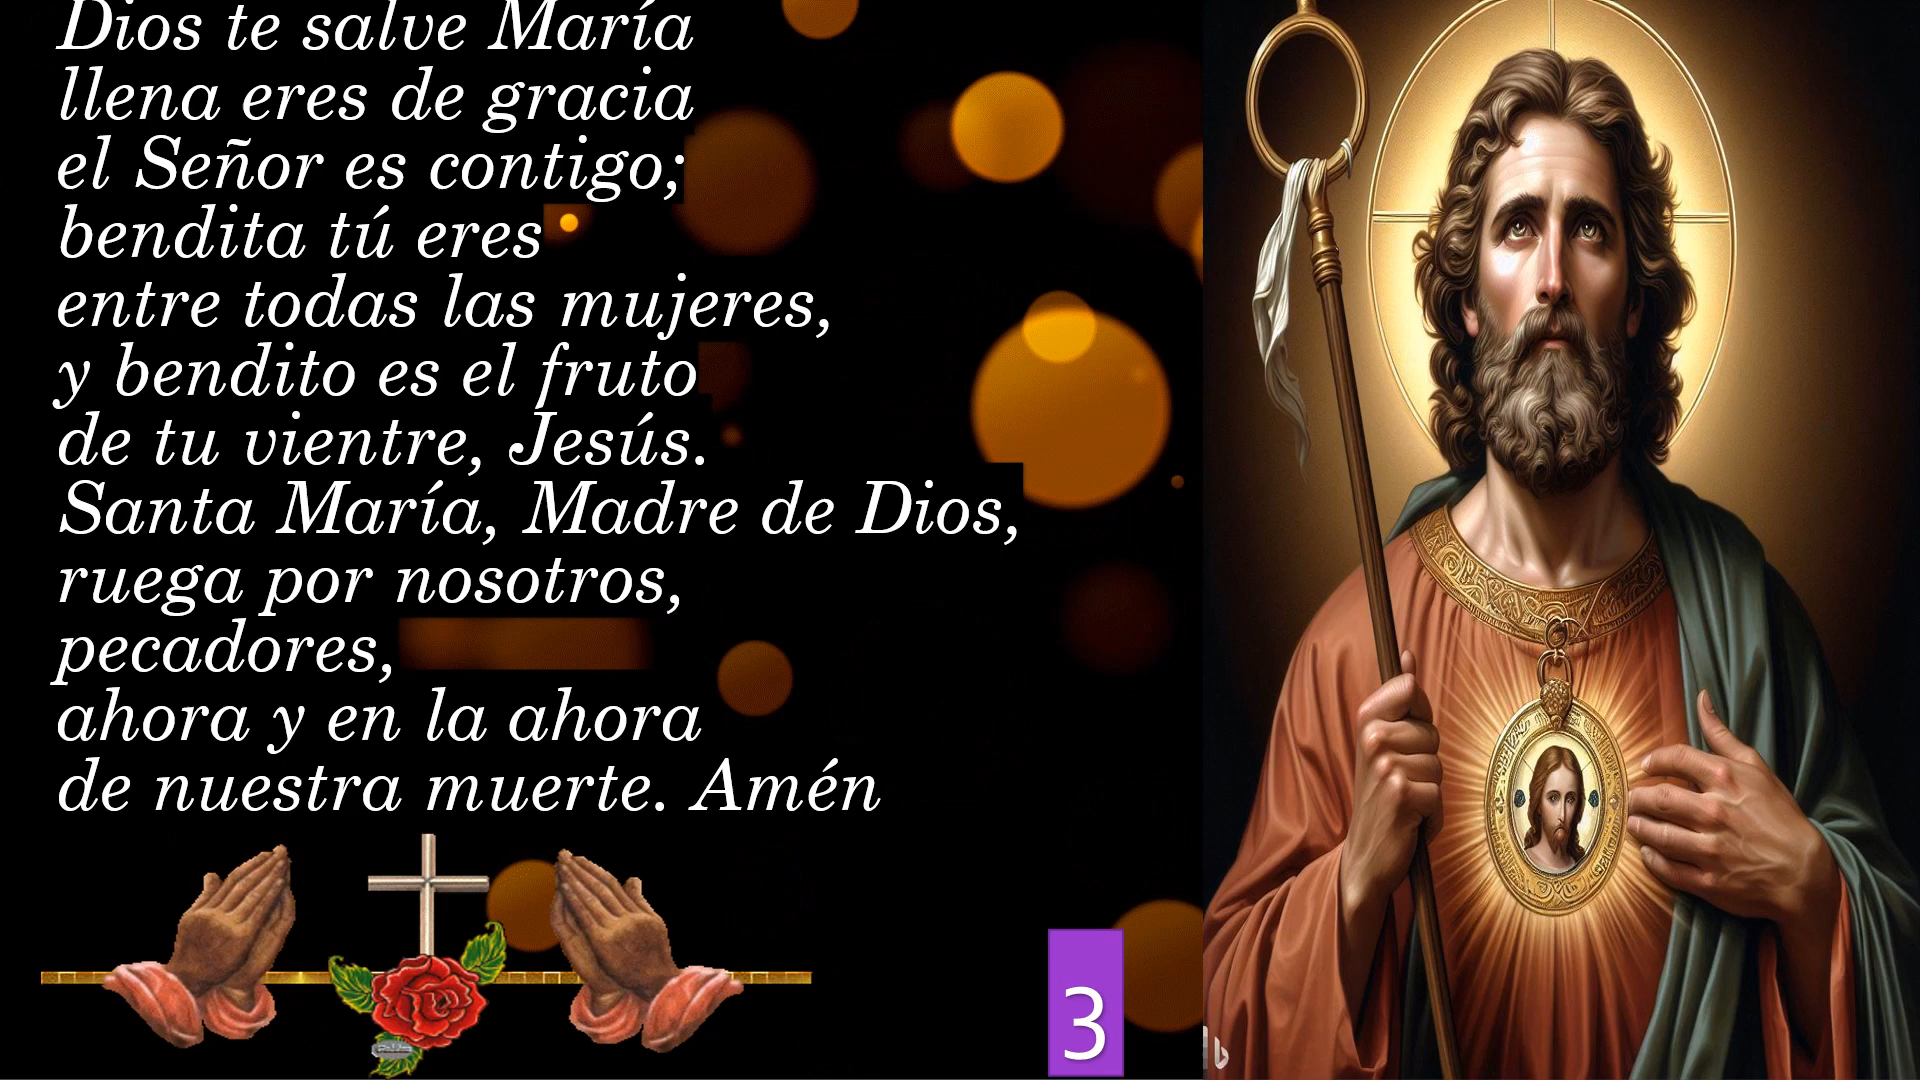 Dios te salve María
llena eres de gracia
el Señor es contigo;
bendita tú eres
entre todas las mujeres,
y bendito es el fruto
de tu vientre, Jesús.
Santa María, Madre de Dios,
ruega por nosotros,
pecadores,
ahora y en la ahora
de nuestra muerte. Amén
3
b